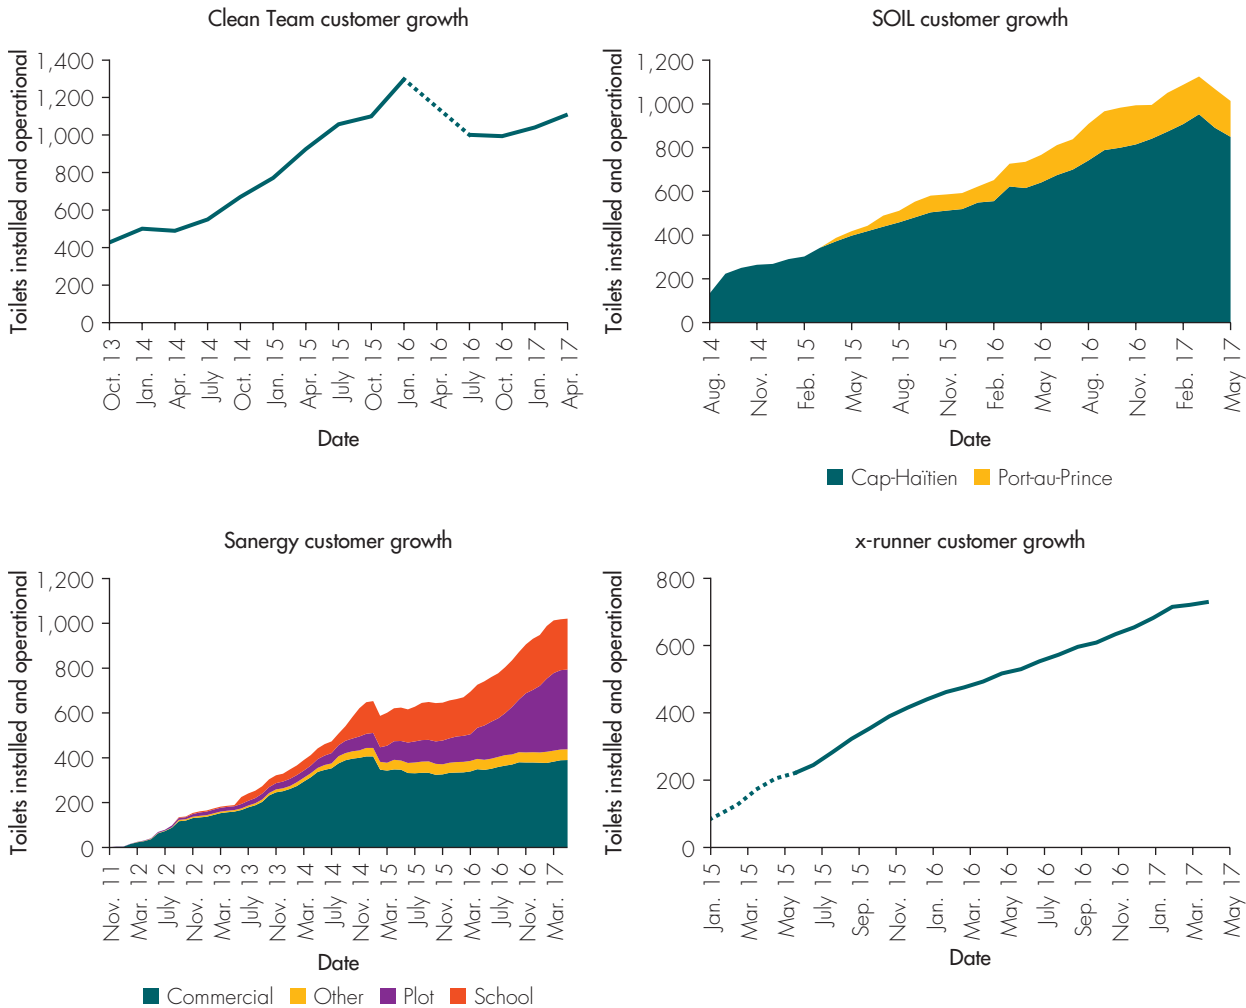 Clean Team customer growth
Toilets installed and operational
1,400
1,200
1,000
800
600
400
200
0
Oct. 13
Jan. 14
Apr. 14
July 14
Oct. 14
Jan. 15
Apr. 15
July 15
Oct. 15
Jan. 16
Apr. 16
July 16
Oct. 16
Jan. 17
Apr. 17
Date
SOIL customer growth
Toilets installed and operational
1,200
1,000
800
600
400
200
0
Aug. 14
Nov. 14
Feb. 15
May 15
Aug. 15
Nov. 15
Feb. 16
May 16
Aug. 16
Nov. 16
Feb. 17
May 17
Date
Cap-Haïtien Port-au-Prince
Sanergy customer growth
Toilets installed and operational
1,200
1,000
800
600
400
200
0
Nov. 11
Mar. 12
July 12
Nov. 12
Mar. 13
July 13
Nov. 13
Mar. 14
July 14
Nov. 14
Mar. 15
July 15
Nov. 15
Mar. 16
July 16
Nov. 16
Mar. 17
Date
Commercial Other Plot School
x-runner customer growth
Toilets installed and operational
800
600
400
200
0
Jan. 15
Mar. 15
May 15
July 15
Sep. 15
Nov. 15
Jan. 16
Mar. 16
May 16
July 16
Sep. 16
Nov. 16
Jan. 17
Mar. 17
May 17
Date